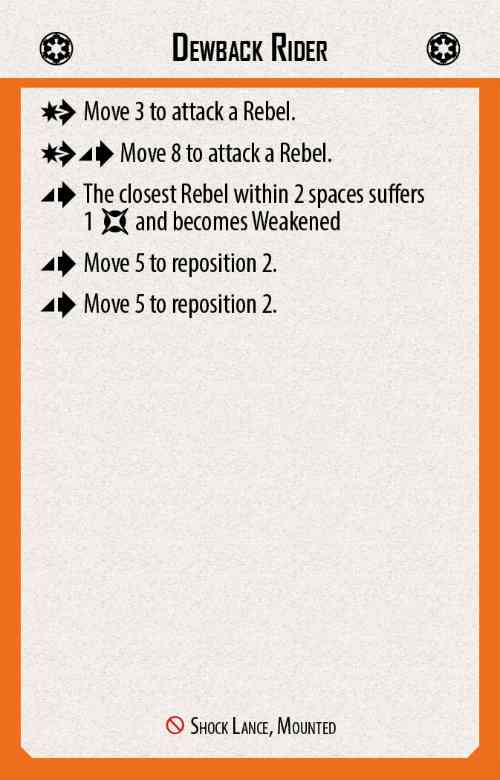 Dewback Rider
Move 3 to attack a Rebel.
Move 8 to attack a Rebel.
The closest Rebel within 2 spaces suffers
1 and becomes Weakened
Move 5 to reposition 2.
Move 5 to reposition 2.
Shock Lance, Mounted